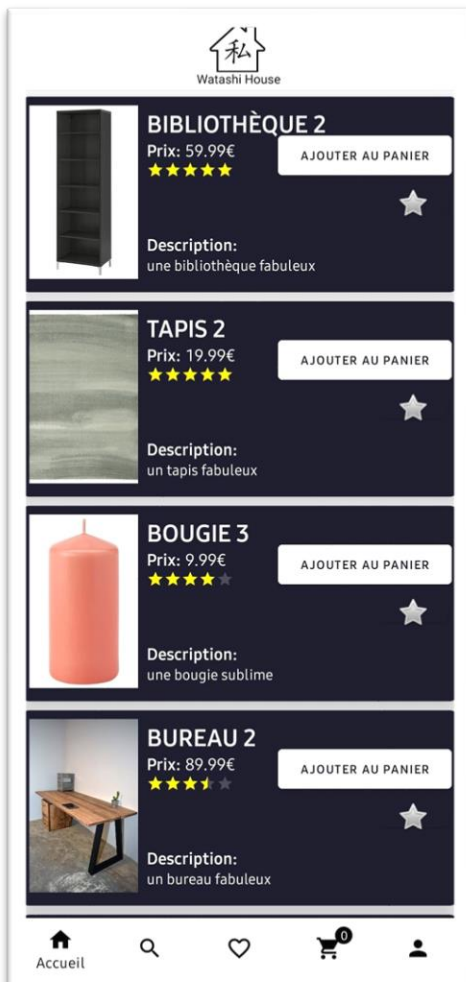 私
Watashi House
BIBLIOTHÈQUE 2
Prix: 59.99€
AJOUTER AU PANIER
Description:
une bibliothèque fabuleux
TAPIS 2
Prix: 19.99€
AJOUTER AU PANIER
Description:
un tapis fabuleux
BOUGIE 3
Prix: 9.99€
AJOUTER AU PANIER
Description:
une bougie sublime
BUREAU 2
Prix: 89.99€
AJOUTER AU PANIER
Description:
un bureau fabuleux
0
Accueil